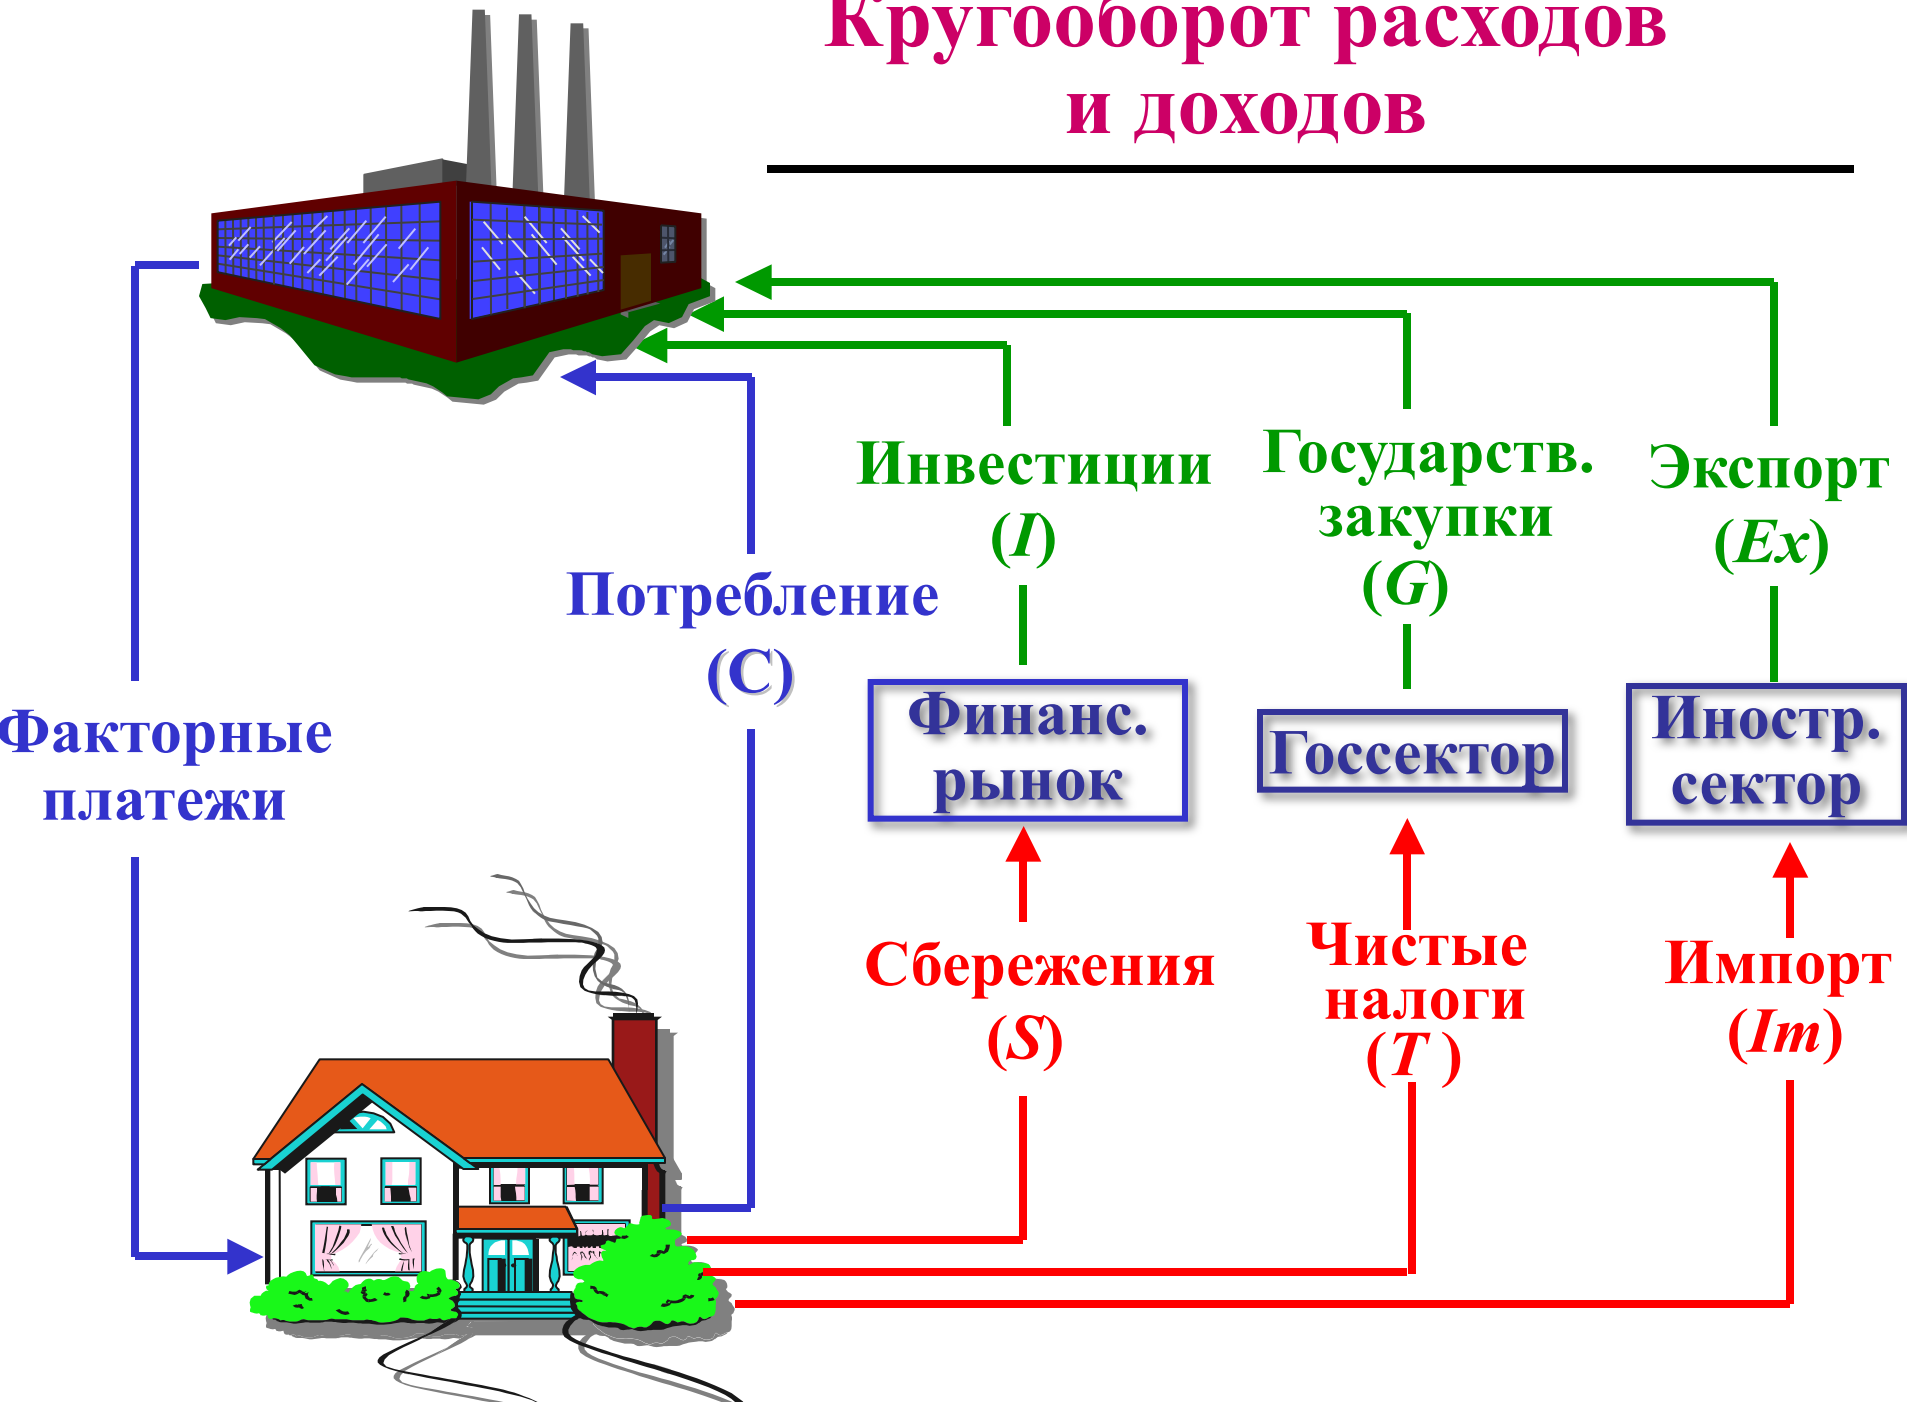 Кругооборот расходов
и доходов
Инвестиции
(I)
Государств.
закупки
(G)
Экспорт
(Ex)
Потребление
(С)
Факторные
платежи
Финанс.
рынок
Госсектор
Иностр.
сектор
Сбережения
(S)
Чистые
налоги
(T )
Импорт
(Im)